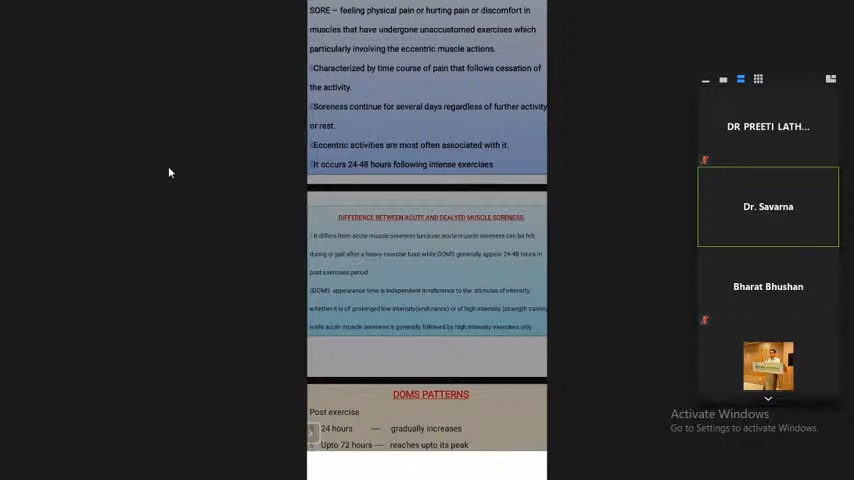 SORE – feeling physical pain or hurting pain or discomfort in
muscles that have undergone unaccustomed exercises which
particularly involving the eccentric muscle actions.
Characterized by time course of pain that follows cessation of
the activity.
Soreness continue for several days regardless of further activity
or rest.
Eccentric activities are most often associated with it.
It occurs 24-48 hours following intense exercises
DIFFERENCE BETWEEN ACUTE AND DEALYED MUSCLE SORENESS
It differs from acute muscle soreness because acute muscle soreness can be felt
during or just after a heavy exercise bout while DOMS generally appear 24-48 hours in
post exercises period
DOMS appearance time is independent in reference to the stimulus of intensity,
whether it is of prolonged low intensity(endurance) or of high intensity (strength training
while acute muscle soreness is generally followed by high intensity exercises only
DOMS PATTERNS
Post exercise
24 hours — gradually increases
Upto 72 hours — reaches upto its peak
DR PREETI LATH...
Dr. Savarna
Bharat Bhushan
Activate Windows
Go to Settings to activate Windows.